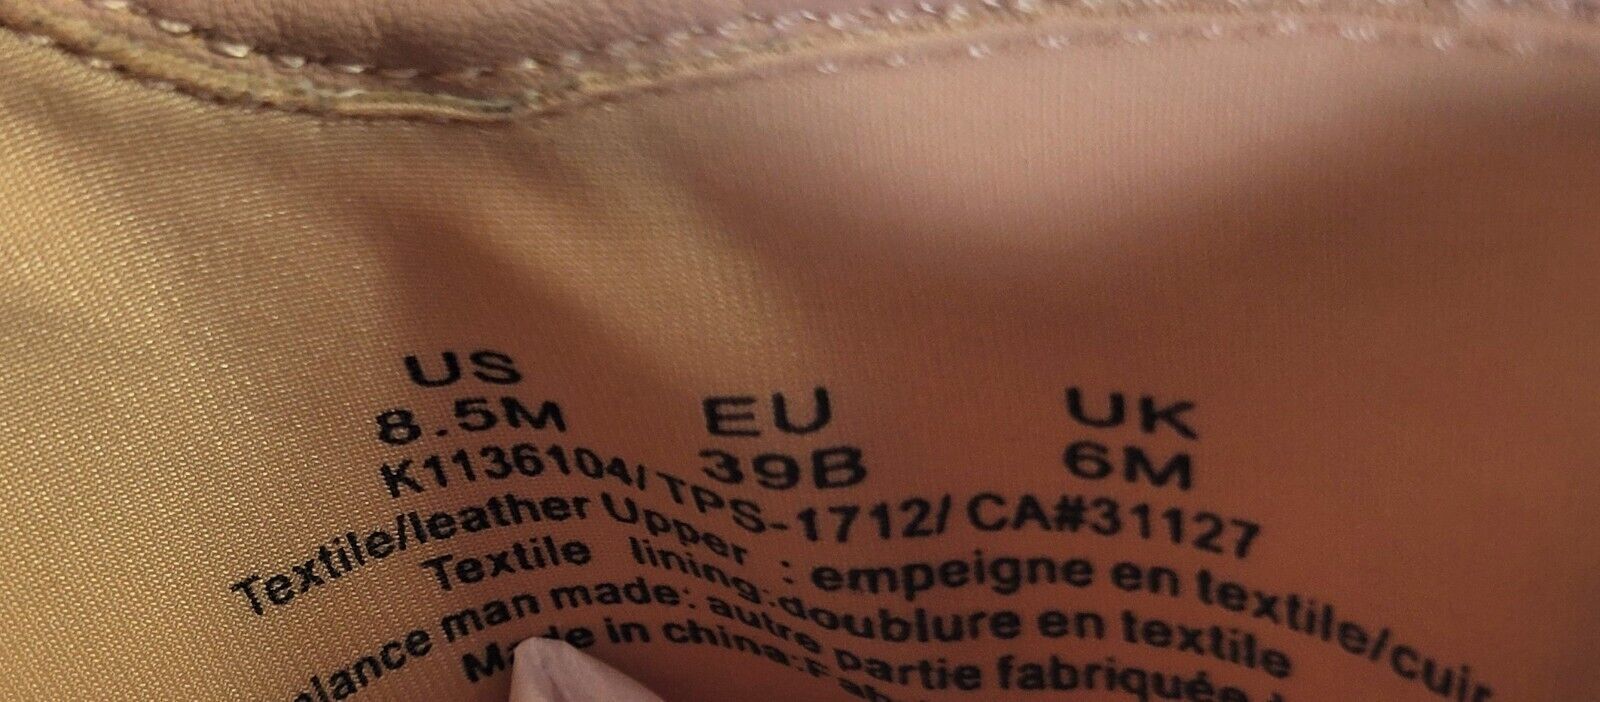 US EU UK
8.5M 39B 6M
K1136104/TPS-1712/ CA#31127
Textile/leather Upper : empeigne en textile/cuir
Textile lining:doublure en textile
man made: autre partie fabriquée
Made in china: